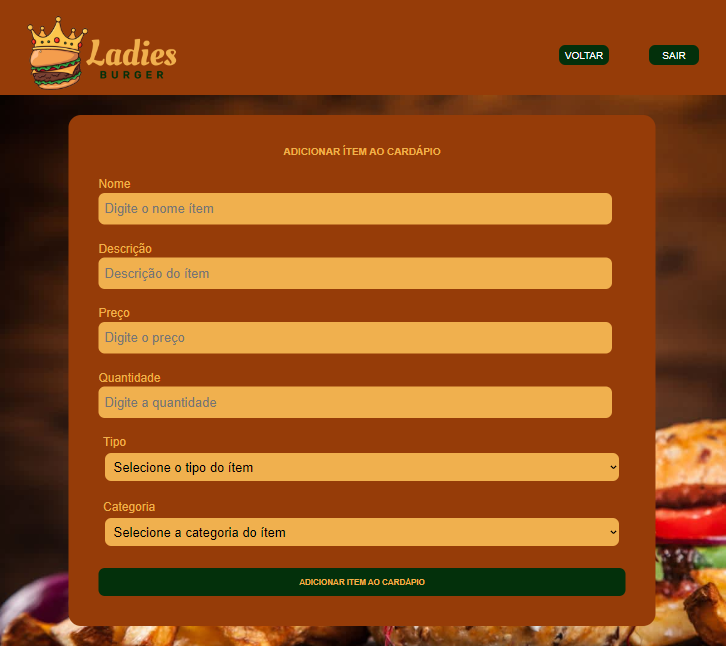 Ladies
BURGER
VOLTAR
SAIR
ADICIONAR ÍTEM AO CARDÁPIO
Nome
Digite o nome ítem
Descrição
Descrição do ítem
Preço
Digite o preço
Quantidade
Digite a quantidade
Tipo
Selecione o tipo do ítem
Categoria
Selecione a categoria do ítem
ADICIONAR ITEM AO CARDÁPIO